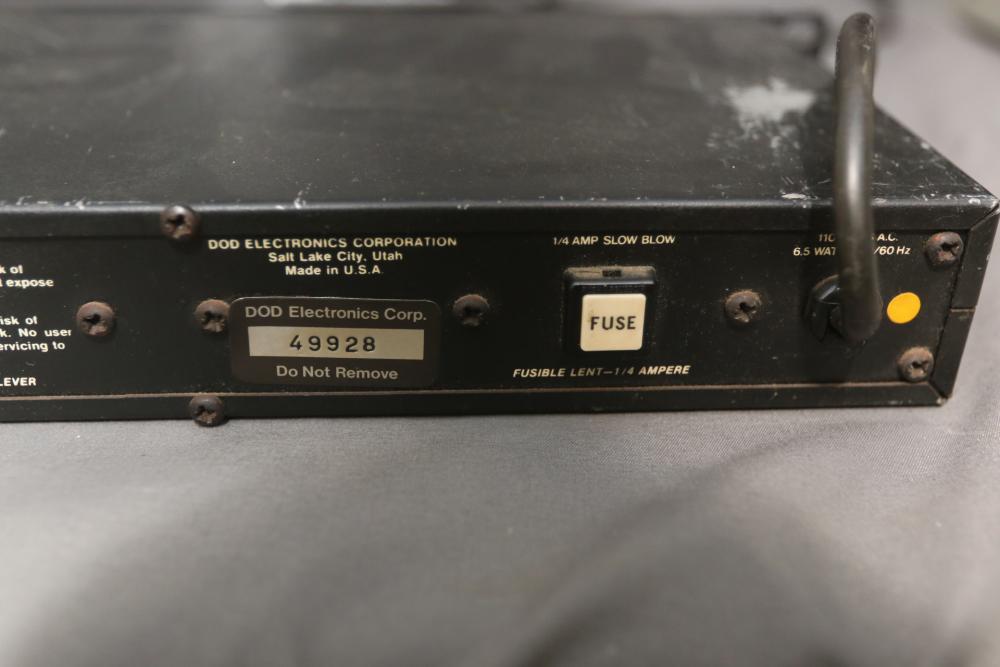 k of
l expose
isk of
k. No user
ervicing to
LEVER
DOD ELECTRONICS CORPORATION
Salt Lake City, Utah
Made in U.S.A.
DOD Electronics Corp.
49928
Do Not Remove
1/4 AMP SLOW BLOW
FUSE
FUSIBLE LENT—1/4 AMPERE
110 A.C.
6.5 WAT /60 Hz